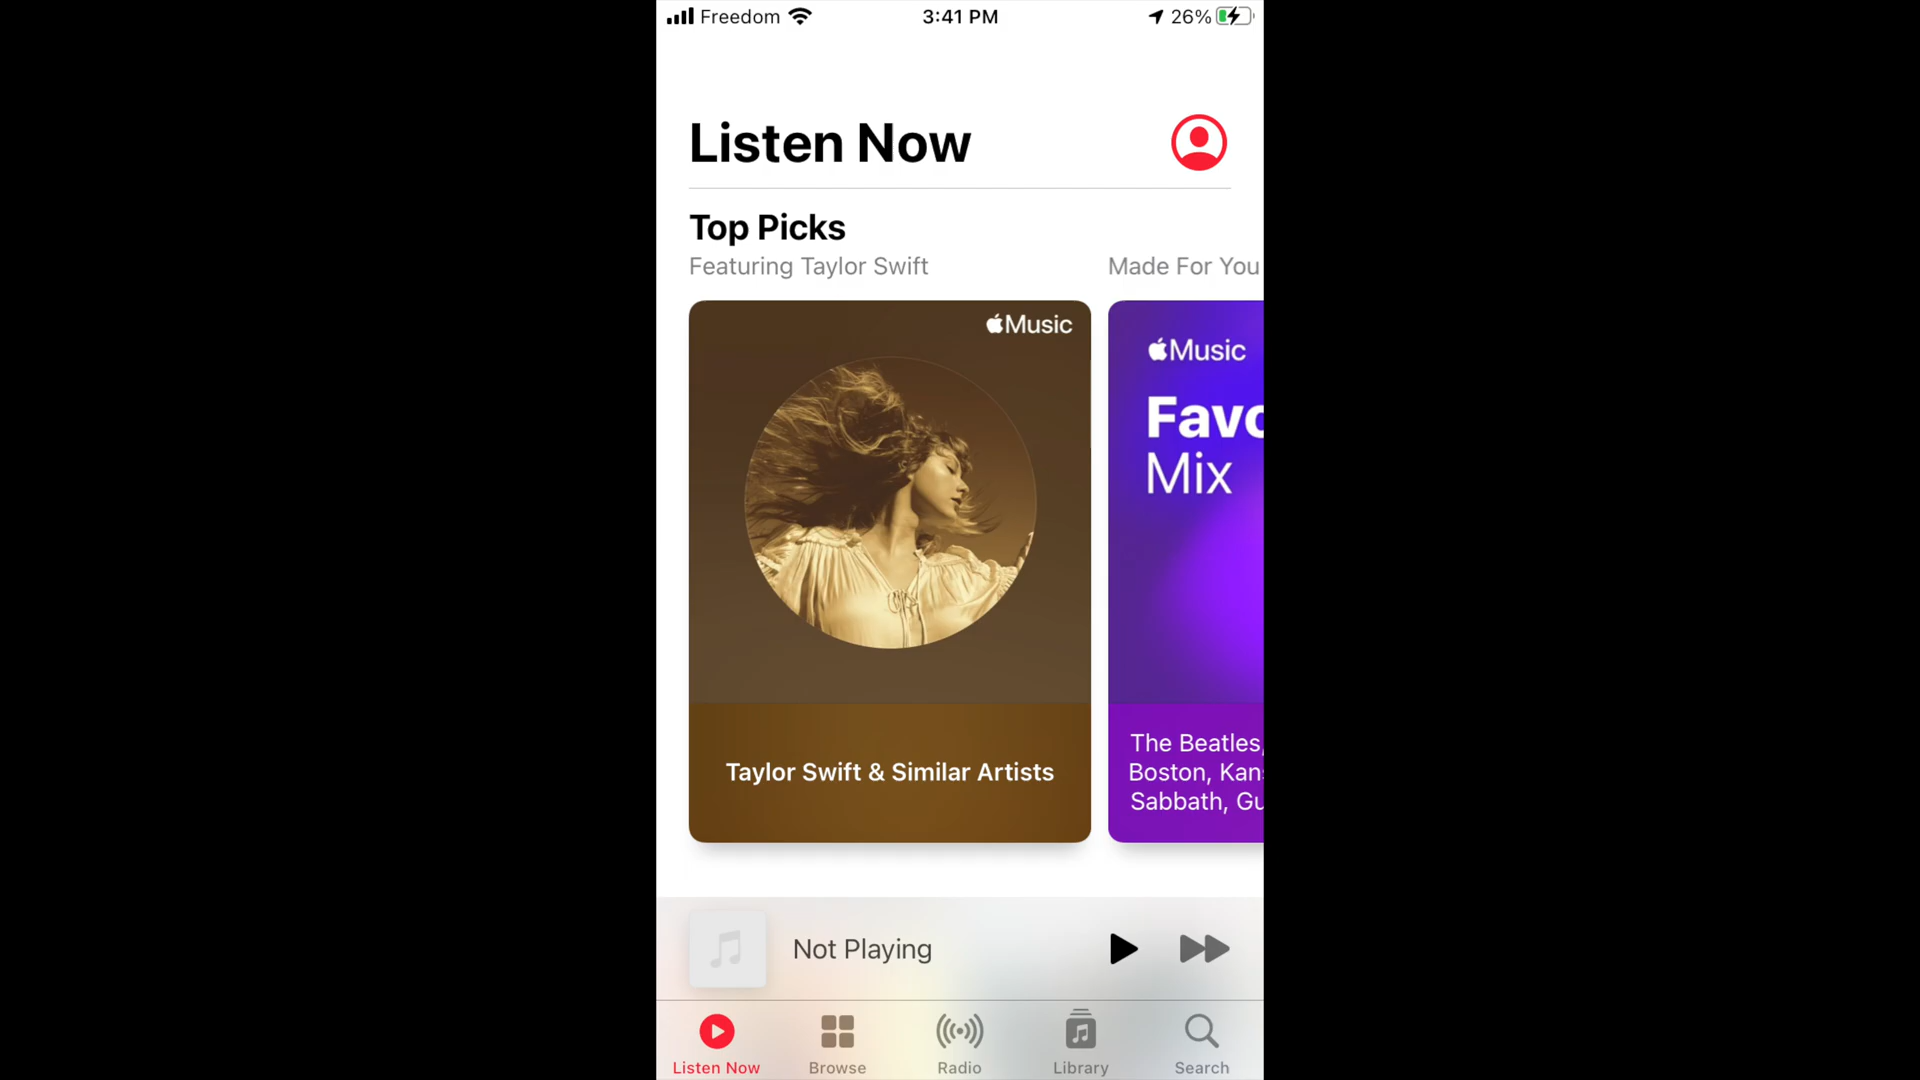 Freedom 3:41 PM 26%
Listen Now
Top Picks
Featuring Taylor Swift
Made For You
Music
Taylor Swift & Similar Artists
Music
Favo
Mix
The Beatles,
Boston, Kan
Sabbath, Gu
Not Playing
Listen Now Browse Radio Library Search